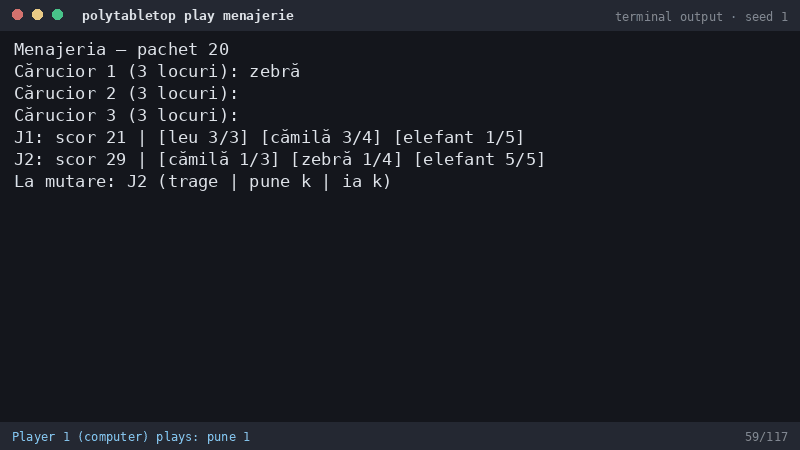 polytabletop play menajerie
terminal output · seed 1
Menajeria — pachet 20
Cărucior 1 (3 locuri): zebră
Cărucior 2 (3 locuri):
Cărucior 3 (3 locuri):
J1: scor 21 | [leu 3/3] [cămilă 3/4] [elefant 1/5]
J2: scor 29 | [cămilă 1/3] [zebră 1/4] [elefant 5/5]
La mutare: J2 (trage | pune k | ia k)
Player 1 (computer) plays: pune 1
59/117